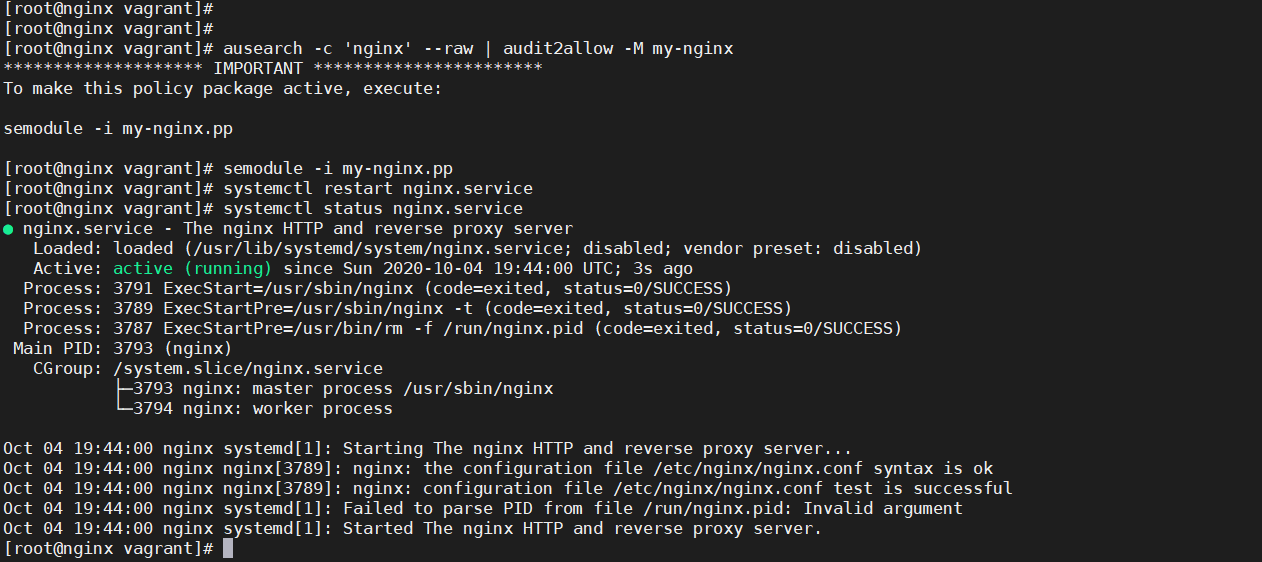 [root@nginx vagrant]#
[root@nginx vagrant]#
[root@nginx vagrant]# ausearch -c 'nginx' --raw | audit2allow -M my-nginx
******************** IMPORTANT ***********************
To make this policy package active, execute:

semodule -i my-nginx.pp

[root@nginx vagrant]# semodule -i my-nginx.pp
[root@nginx vagrant]# systemctl restart nginx.service
[root@nginx vagrant]# systemctl status nginx.service
● nginx.service - The nginx HTTP and reverse proxy server
   Loaded: loaded (/usr/lib/systemd/system/nginx.service; disabled; vendor preset: disabled)
   Active: active (running) since Sun 2020-10-04 19:44:00 UTC; 3s ago
  Process: 3791 ExecStart=/usr/sbin/nginx (code=exited, status=0/SUCCESS)
  Process: 3789 ExecStartPre=/usr/sbin/nginx -t (code=exited, status=0/SUCCESS)
  Process: 3787 ExecStartPre=/usr/bin/rm -f /run/nginx.pid (code=exited, status=0/SUCCESS)
 Main PID: 3793 (nginx)
   CGroup: /system.slice/nginx.service
           ├─3793 nginx: master process /usr/sbin/nginx
           └─3794 nginx: worker process

Oct 04 19:44:00 nginx systemd[1]: Starting The nginx HTTP and reverse proxy server...
Oct 04 19:44:00 nginx nginx[3789]: nginx: the configuration file /etc/nginx/nginx.conf syntax is ok
Oct 04 19:44:00 nginx nginx[3789]: nginx: configuration file /etc/nginx/nginx.conf test is successful
Oct 04 19:44:00 nginx systemd[1]: Failed to parse PID from file /run/nginx.pid: Invalid argument
Oct 04 19:44:00 nginx systemd[1]: Started The nginx HTTP and reverse proxy server.
[root@nginx vagrant]#